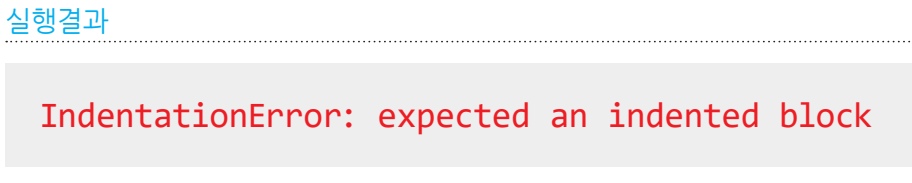 실행결과
IndentationError: expected an indented block